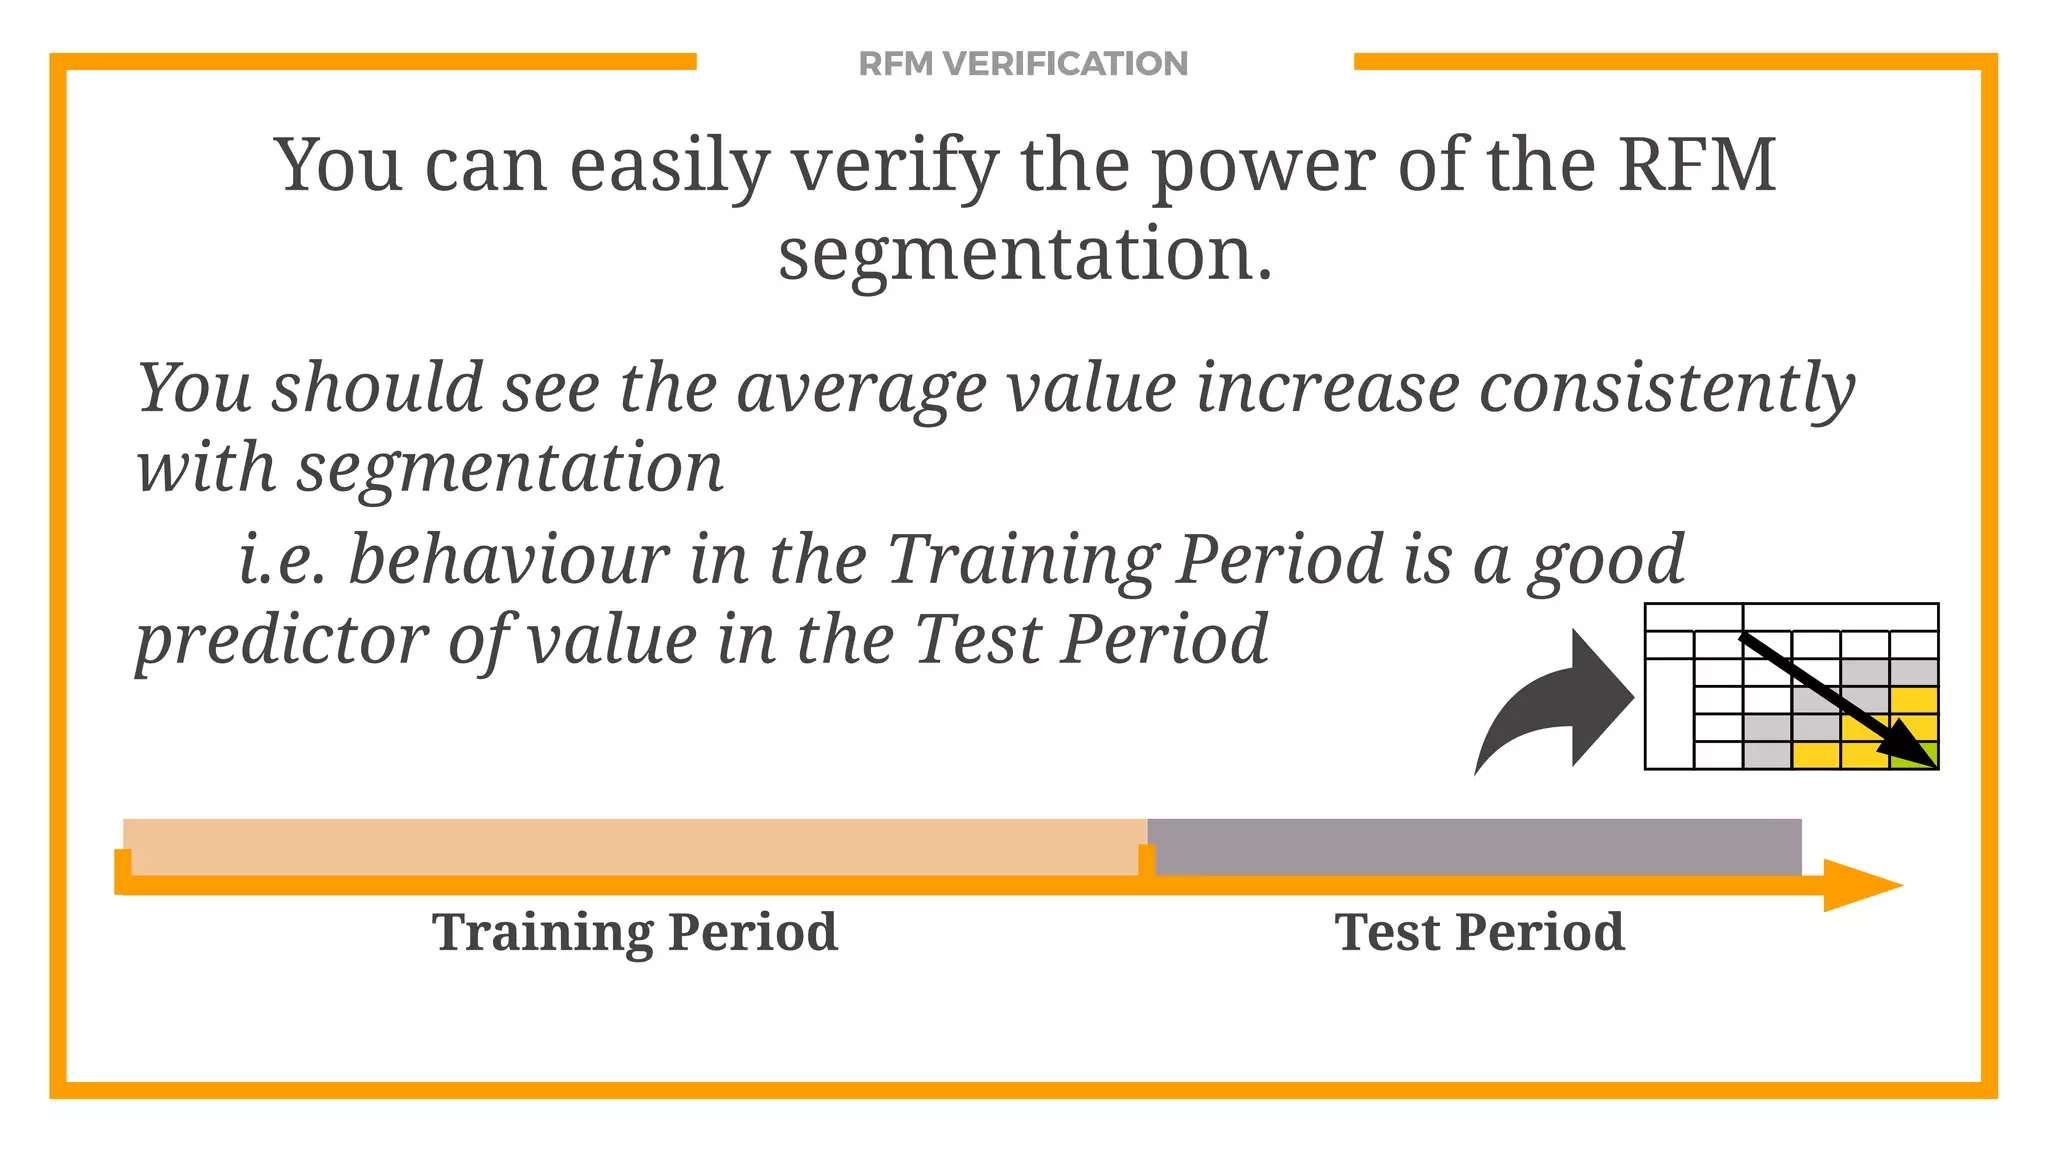 RFM VERIFICATION
You can easily verify the power of the RFM
segmentation.
You should see the average value increase consistently
with segmentation
i.e. behaviour in the Training Period is a good
predictor of value in the Test Period
Training Period
Test Period